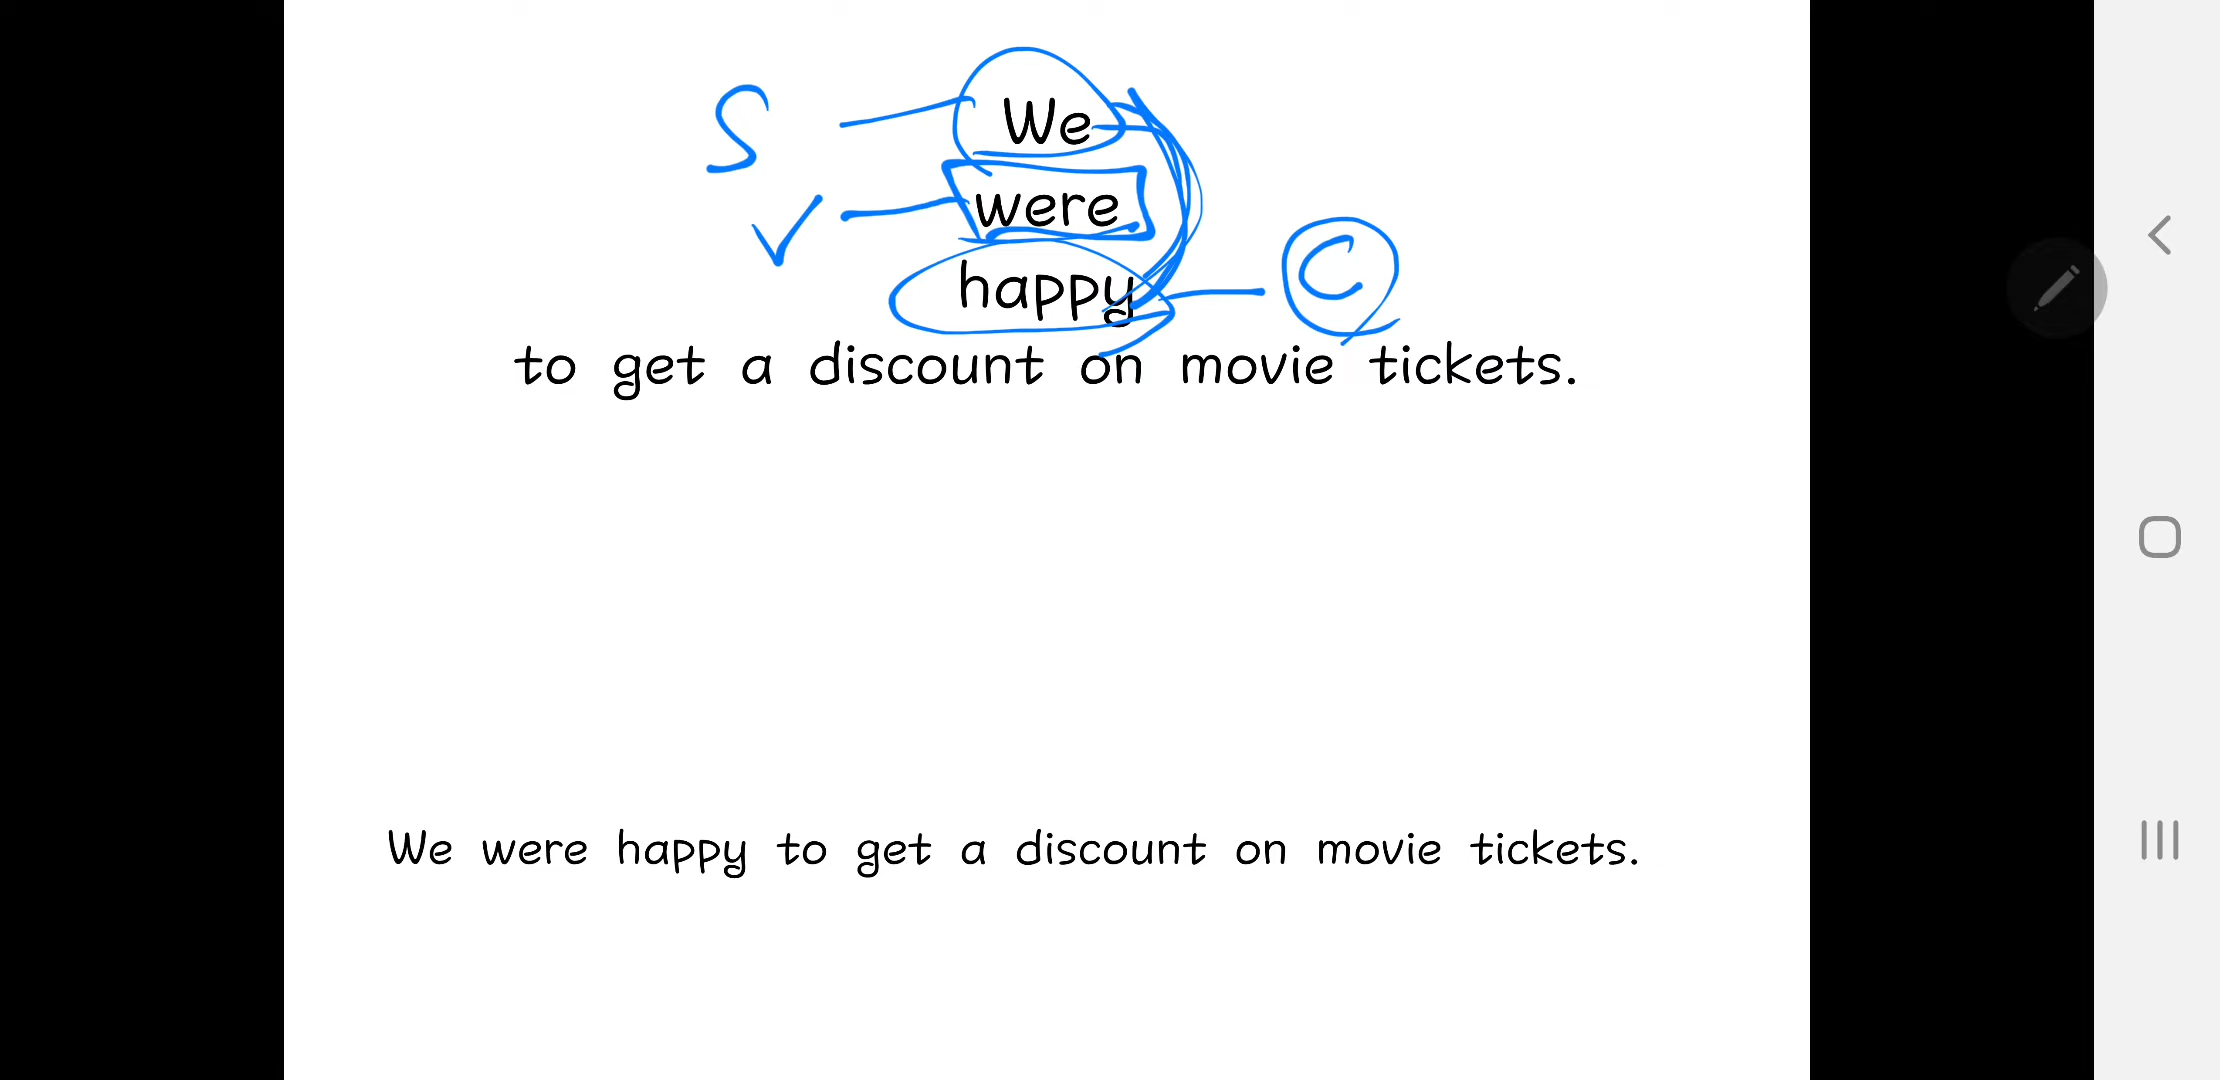 S We
V were
happy C
to get a discount on movie tickets.
We were happy to get a discount on movie tickets.